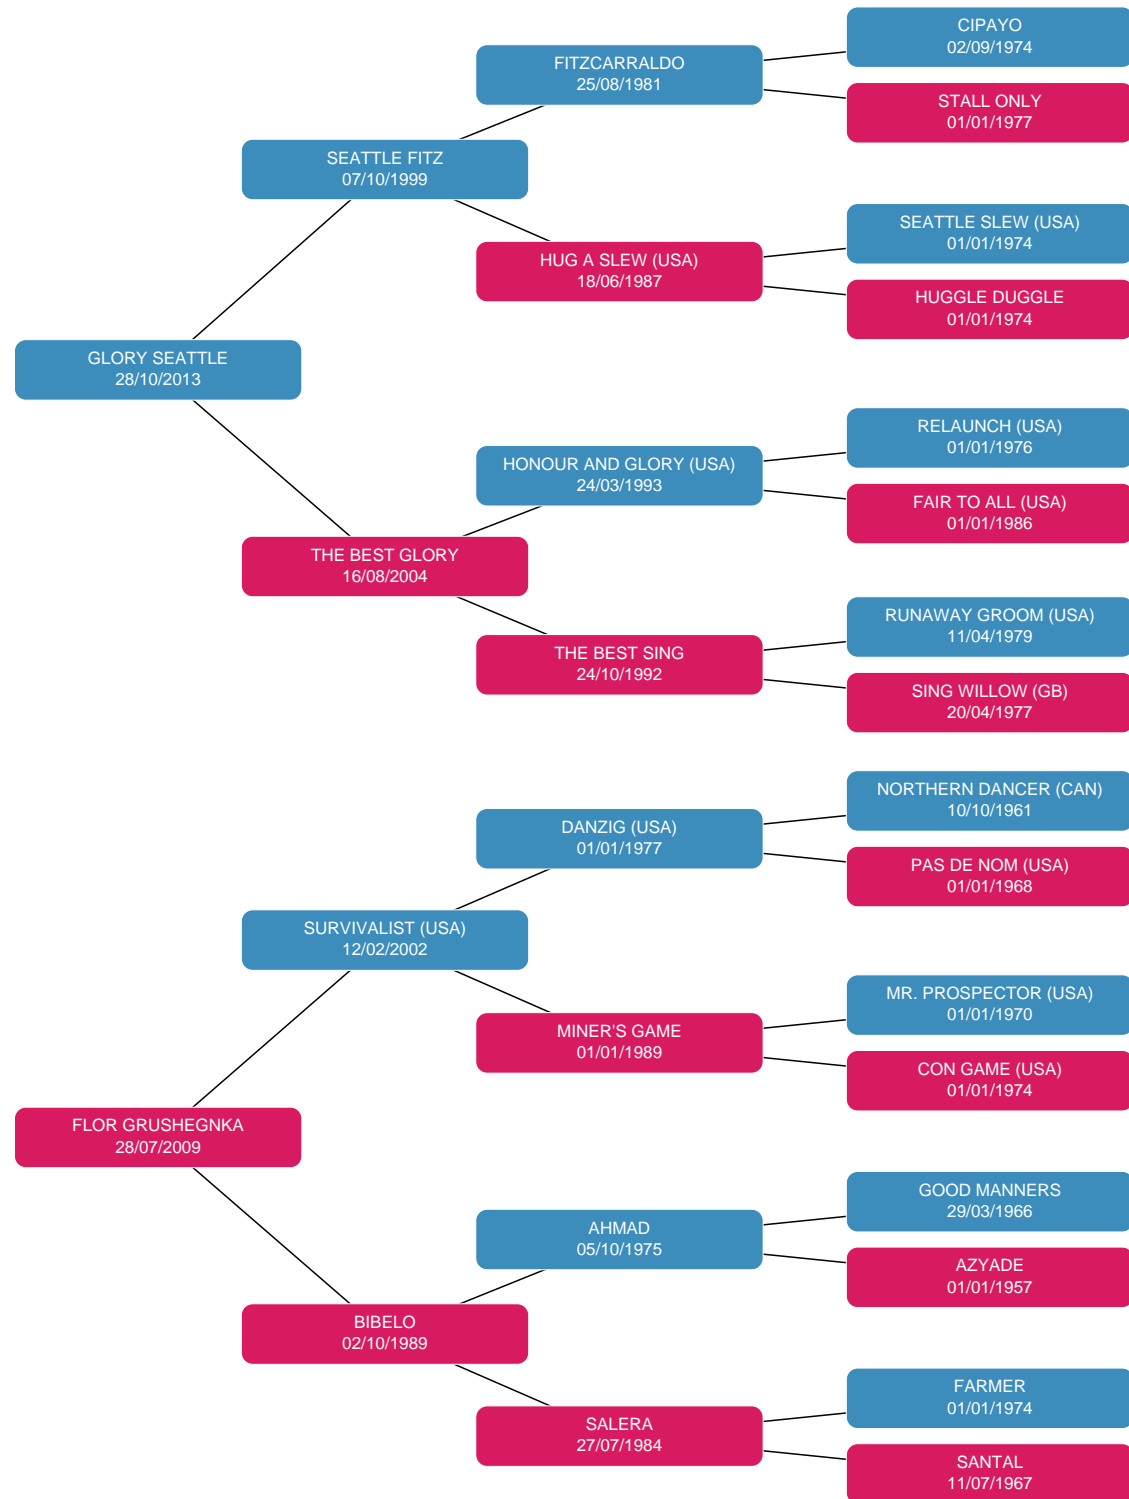 CIPAYO
02/09/1974
FITZCARRALDO
25/08/1981
STALL ONLY
01/01/1977
SEATTLE FITZ
07/10/1999
SEATTLE SLEW (USA)
01/01/1974
HUG A SLEW (USA)
18/06/1987
HUGGLE DUGGLE
01/01/1974
GLORY SEATTLE
28/10/2013
RELAUNCH (USA)
01/01/1976
HONOUR AND GLORY (USA)
24/03/1993
FAIR TO ALL (USA)
01/01/1986
THE BEST GLORY
16/08/2004
RUNAWAY GROOM (USA)
11/04/1979
THE BEST SING
24/10/1992
SING WILLOW (GB)
20/04/1977
NORTHERN DANCER (CAN)
10/10/1961
DANZIG (USA)
01/01/1977
PAS DE NOM (USA)
01/01/1968
SURVIVALIST (USA)
12/02/2002
MR. PROSPECTOR (USA)
01/01/1970
MINER'S GAME
01/01/1989
CON GAME (USA)
01/01/1974
FLOR GRUSHEGNKA
28/07/2009
GOOD MANNERS
29/03/1966
AHMAD
05/10/1975
AZYADE
01/01/1957
BIBELO
02/10/1989
FARMER
01/01/1974
SALERA
27/07/1984
SANTAL
11/07/1967